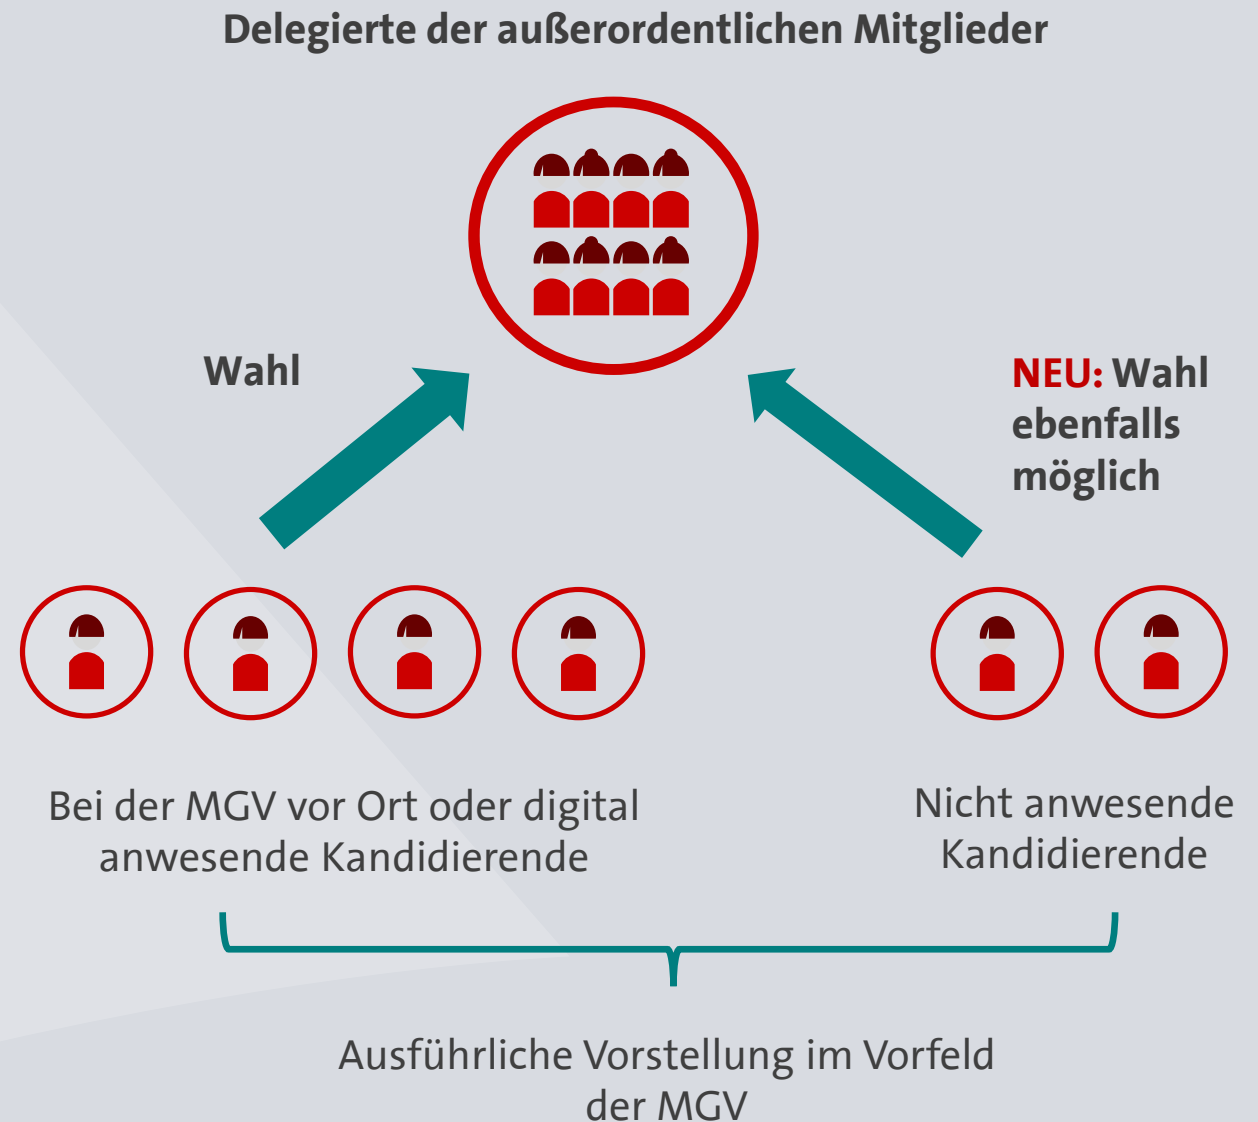 Delegierte der außerordentlichen Mitglieder
Wahl
NEU: Wahl
ebenfalls
möglich
Bei der MGV vor Ort oder digital
anwesende Kandidierende
Nicht anwesende
Kandidierende
Ausführliche Vorstellung im Vorfeld
der MGV